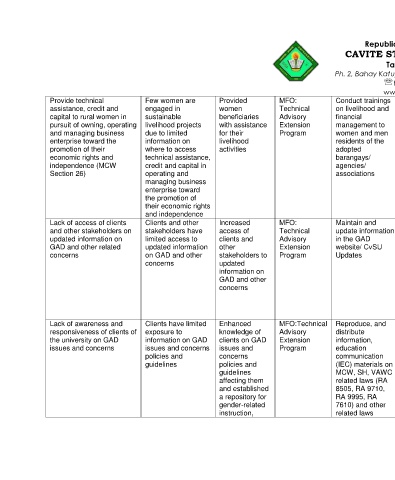 Republic
CAVITE ST
Ta
Ph. 2, Bahay Katu
www
Provide technical
assistance, credit and
capital to rural women in
pursuit of owning, operating
and managing business
enterprise toward the
promotion of their
economic rights and
independence (MCW
Section 26)
Few women are
engaged in
sustainable
livelihood projects
due to limited
information on
where to access
technical assistance,
credit and capital in
operating and
managing business
enterprise toward
the promotion of
their economic rights
and independence
Provided
women
beneficiaries
with assistance
for their
livelihood
activities
MFO:
Technical
Advisory
Extension
Program
Conduct trainings
on livelihood and
financial
management to
women and men
residents of the
adopted
barangays/
agencies/
associations
Lack of access of clients
and other stakeholders on
updated information on
GAD and other related
concerns
Clients and other
stakeholders have
limited access to updated
information on GAD and other
concerns
Increased
access of
clients and
other
stakeholders to
updated
information on
GAD and other
concerns
MFO:
Technical
Advisory
Extension
Program
Maintain and
update information
in the GAD
website/ CvSU
Updates
Lack of awareness and
responsiveness of clients of
the university on GAD
issues and concerns
Clients have limited
exposure to
information on GAD
issues and concerns
policies and
guidelines
Enhanced
knowledge of
clients on GAD
issues and
concerns
policies and
guidelines
affecting them
and established
a repository for
gender-related
instruction,
MFO:Technical
Advisory
Extension
Program
Reproduce, and
distribute
information,
education
communication
(IEC) materials on
MCW, SH, VAWC
related laws (RA
8505, RA 9710,
RA 9995, RA
7610) and other
related laws